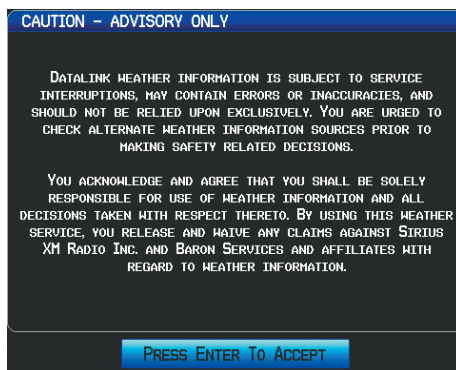 CAUTION - ADVISORY ONLY
DATALINK WEATHER INFORMATION IS SUBJECT TO SERVICE
INTERRUPTIONS, MAY CONTAIN ERRORS OR INACCURACIES, AND
SHOULD NOT BE RELIED UPON EXCLUSIVELY. YOU ARE URGED TO
CHECK ALTERNATE WEATHER INFORMATION SOURCES PRIOR TO
MAKING SAFETY RELATED DECISIONS.
YOU ACKNOWLEDGE AND AGREE THAT YOU SHALL BE SOLELY
RESPONSIBLE FOR USE OF WEATHER INFORMATION AND ALL
DECISIONS TAKEN WITH RESPECT THERETO. BY USING THIS WEATHER
SERVICE, YOU RELEASE AND WAIVE ANY CLAIMS AGAINST SIRIUS
XM RADIO INC. AND BARON SERVICES AND AFFILIATES WITH
REGARD TO WEATHER INFORMATION.
PRESS ENTER TO ACCEPT